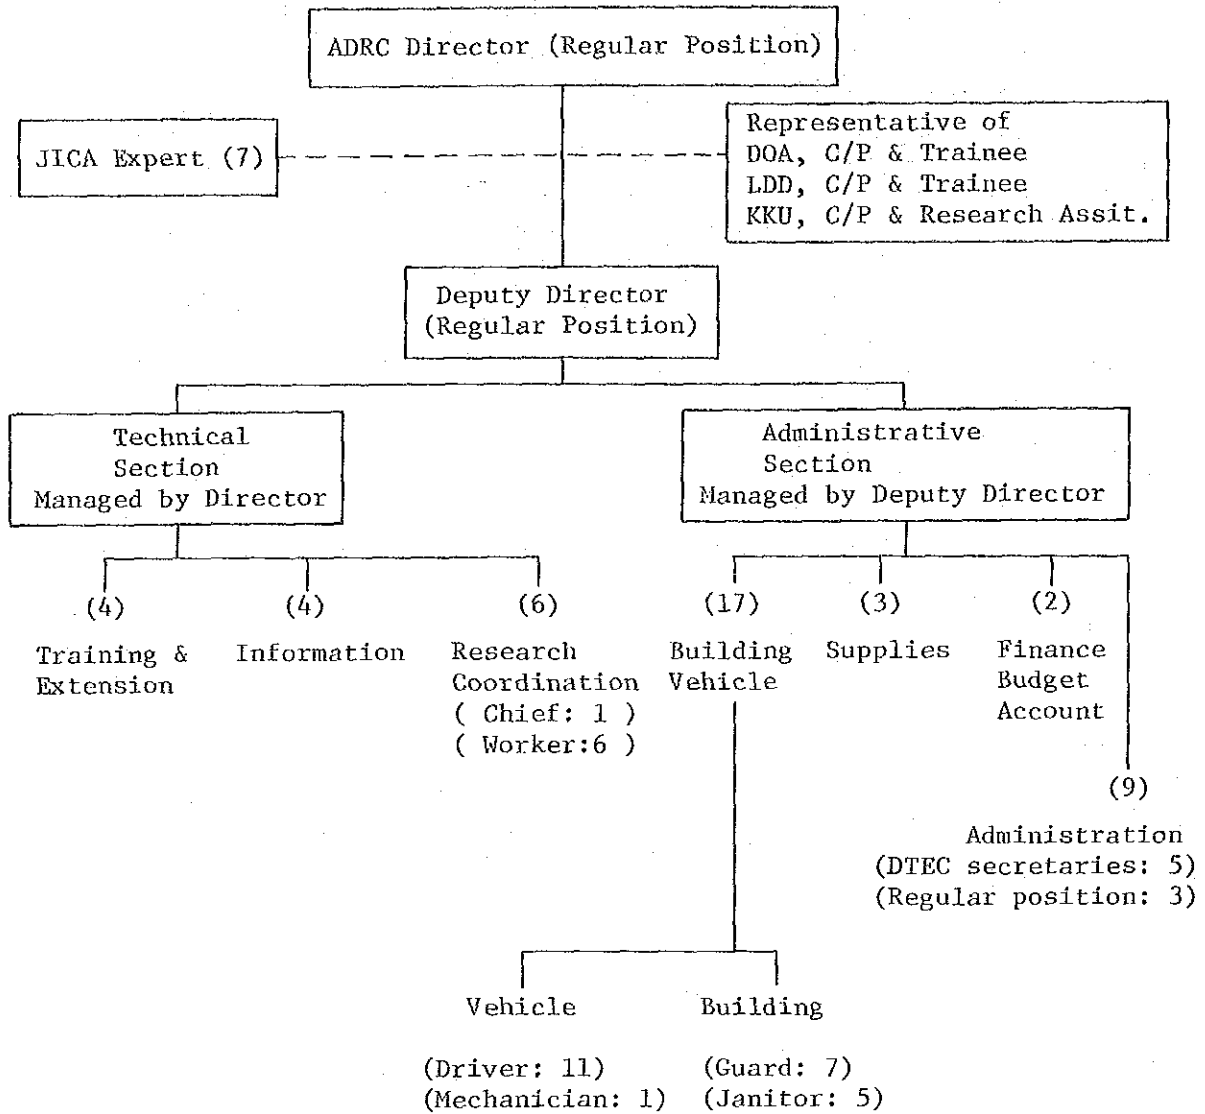 ADRC Director (Regular Position)
JICA Expert (7)
Representative of
DOA, C/P & Trainee
LDD, C/P & Trainee
KKU, C/P & Research Assit.
Deputy Director
(Regular Position)
Technical
Section
Managed by Director
Administrative
Section
Managed by Deputy Director
(4)
Training &
Extension
(4)
Information
(6)
Research
Coordination
( Chief: 1 )
( Worker:6 )
(17)
Building
Vehicle
(3)
Supplies
(2)
Finance
Budget
Account
(9)
Administration
(DTEC secretaries: 5)
(Regular position: 3)
Vehicle
(Driver: 11)
(Mechanician: 1)
Building
(Guard: 7)
(Janitor: 5)